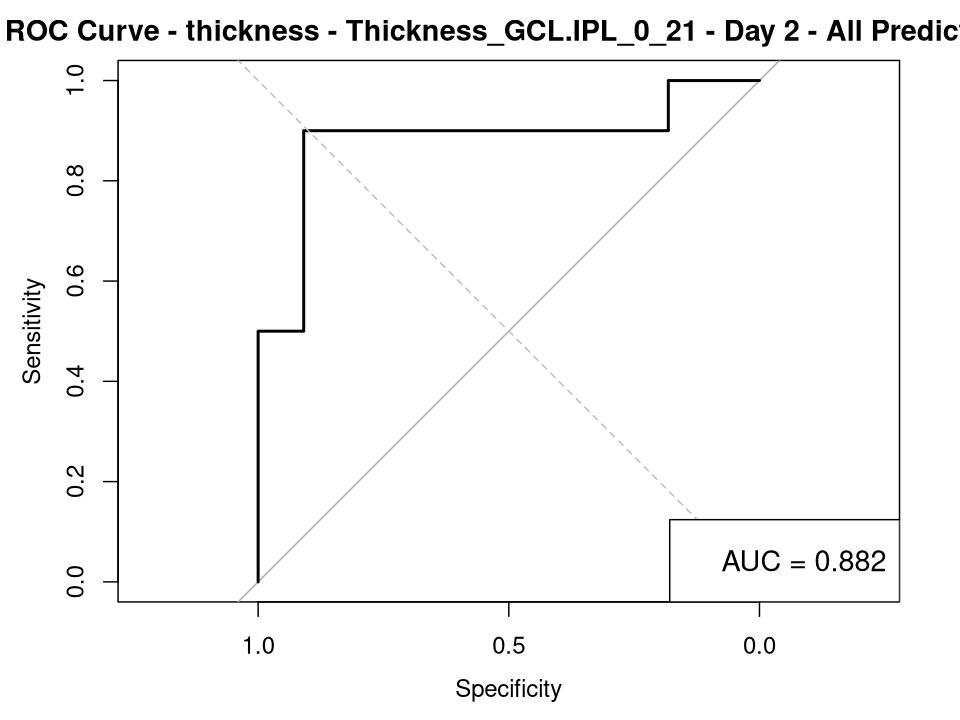 ROC Curve - thickness - Thickness_GCL.IPL_0_21 - Day 2 - All Predic
1.0
0.8
0.6
0.4
0.2
0.0
Sensitivity
AUC = 0.882
1.0 0.5 0.0
Specificity